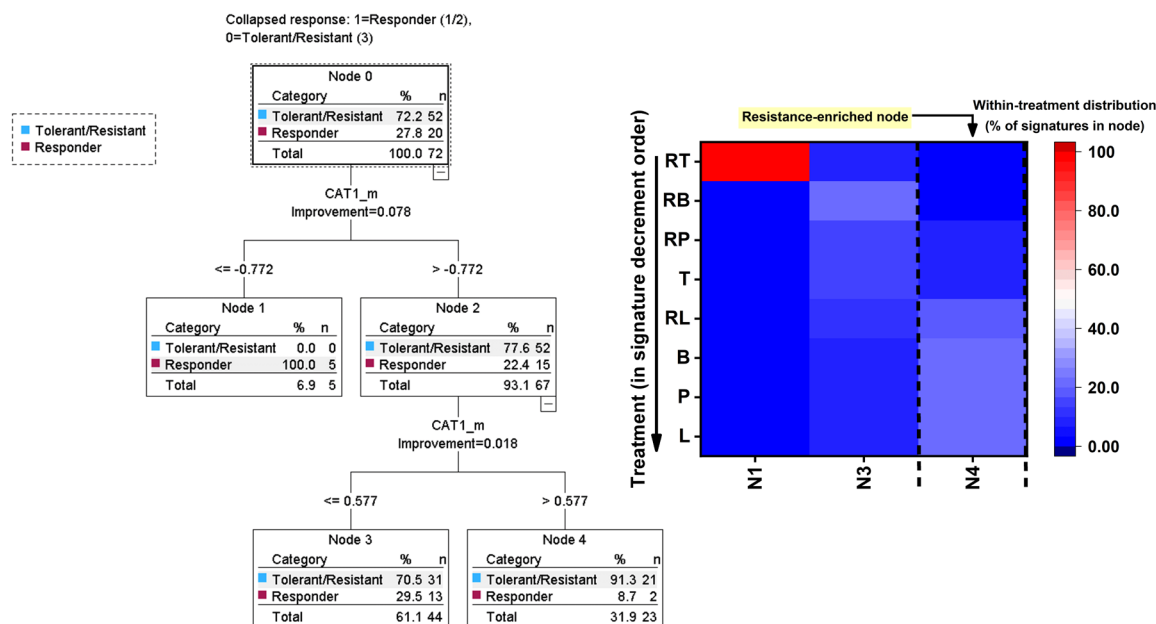 Collapsed response: 1=Responder (1/2),
0=Tolerant/Resistant (3)
Tolerant/Resistant
Responder
Node 0
Category % n
Tolerant/Resistant 72.2 52
Responder 27.8 20
Total 100.0 72
CAT1_m
Improvement=0.078
<= -0.772
> -0.772
Node 1
Category % n
Tolerant/Resistant 0.0 0
Responder 100.0 5
Total 6.9 5
Node 2
Category % n
Tolerant/Resistant 77.6 52
Responder 22.4 15
Total 93.1 67
CAT1_m
Improvement=0.018
<= 0.577
> 0.577
Node 3
Category % n
Tolerant/Resistant 70.5 31
Responder 29.5 13
Total 61.1 44
Node 4
Category % n
Tolerant/Resistant 91.3 21
Responder 8.7 2
Total 31.9 23
Resistance-enriched node
Within-treatment distribution
(% of signatures in node)
Treatment (in signature decrement order)
RT
RB
RP
T
RL
B
P
L
N1
N3
N4
100
80.0
60.0
40.0
20.0
0.00